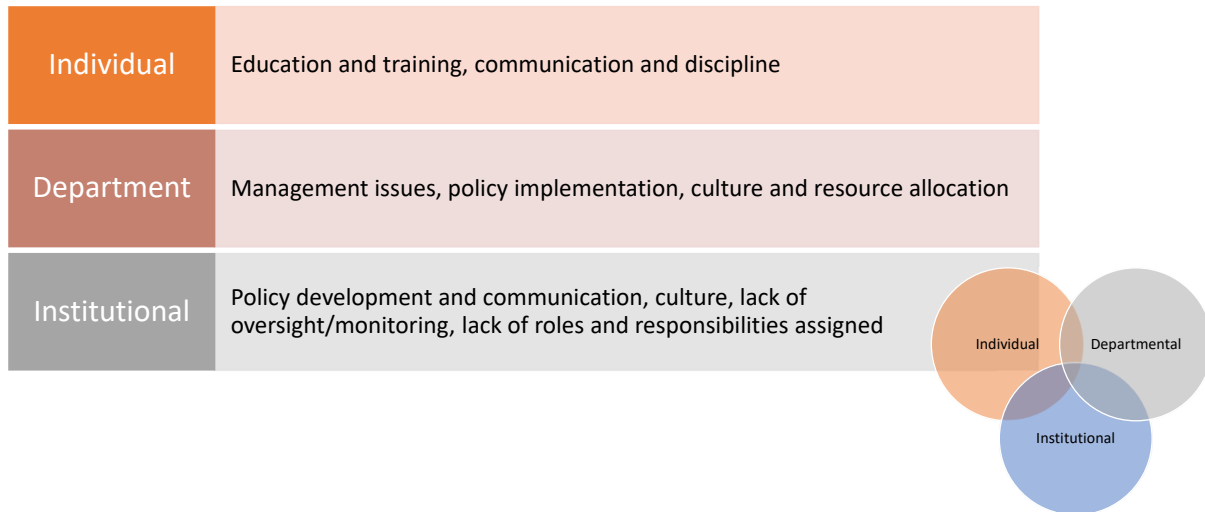 Individual
Education and training, communication and discipline
Department
Management issues, policy implementation, culture and resource allocation
Institutional
Policy development and communication, culture, lack of
oversight/monitoring, lack of roles and responsibilities assigned
Individual
Departmental
Institutional